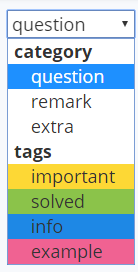 question
category
question
remark
extra
tags
important
solved
info
example